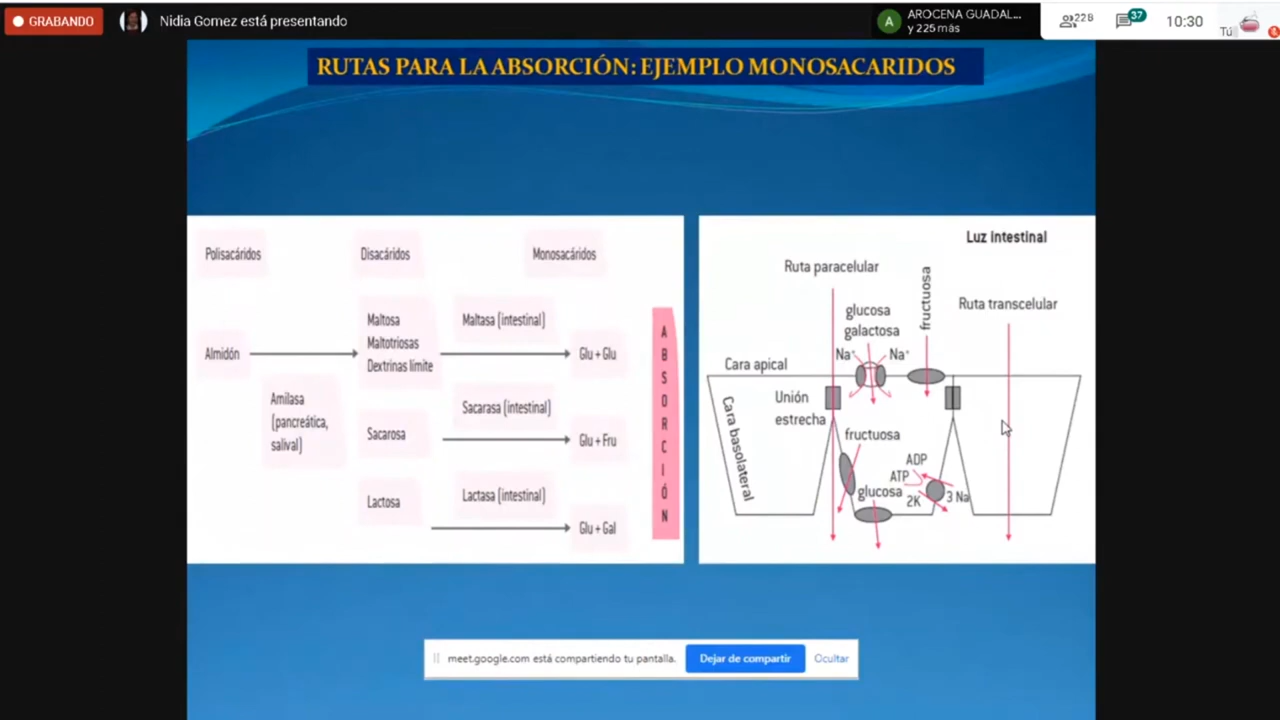 GRABANDO
Nidia Gomez está presentando
A
AROCENA GUADAL...
y 225 más
228
37
10:30
Tú
RUTAS PARA LA ABSORCIÓN: EJEMPLO MONOSACARIDOS
Polisacáridos
Disacáridos
Monosacáridos
Almidón
Amilasa
(pancreática,
salival)
Maltosa
Maltotriosas
Dextrinas límite
Maltasa (intestinal)
Glu + Glu
Sacarosa
Sacarasa (intestinal)
Glu + Fru
Lactosa
Lactasa (intestinal)
Glu + Gal
ABSORCIÓN
Luz intestinal
Ruta paracelular
fructuosa
Ruta transcelular
glucosa
galactosa
Na⁺
Na⁺
Cara apical
Unión
estrecha
Cara basolateral
fructuosa
ADP
ATP
glucosa
2K
3 Na
meet.google.com está compartiendo tu pantalla.
Dejar de compartir
Ocultar